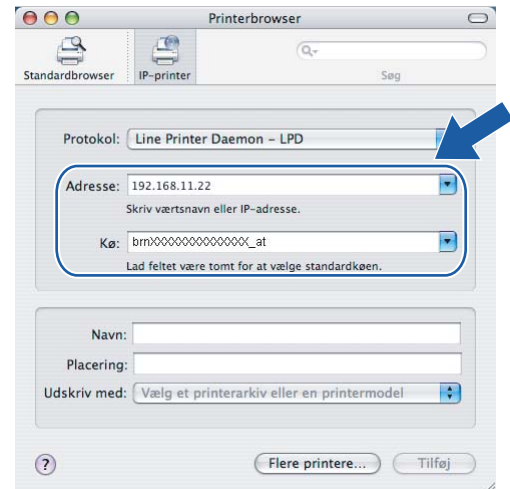 Printerbrowser
Standardbrowser IP-printer Søg
Protokol: Line Printer Daemon – LPD
Adresse: 192.168.11.22
Skriv værtsnavn eller IP-adresse.
Kø: brnXXXXXXXXXXXX_at
Lad feltet være tomt for at vælge standardkøen.
Navn:
Placering:
Udskriv med: Vælg et printerarkiv eller en printermodel
? Flere printere... Tilføj